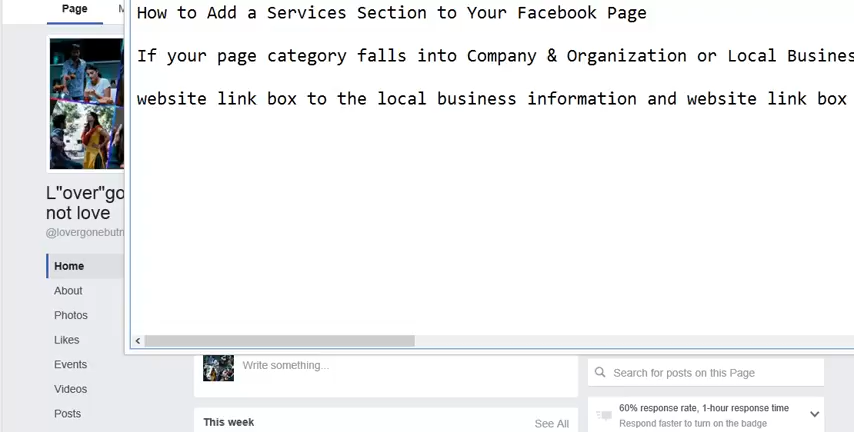 Page
How to Add a Services Section to Your Facebook Page
If your page category falls into Company & Organization or Local Busines
website link box to the local business information and website link box
L"over"go
not love
@lovergonebutn
Home
About
Photos
Likes
Events
Videos
Posts
Write something...
Search for posts on this Page
60% response rate, 1-hour response time
Respond faster to turn on the badge
This week
See All